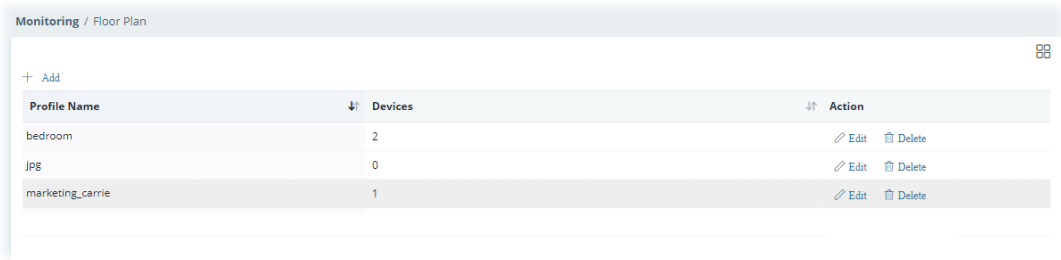 Monitoring / Floor Plan
+ Add
Profile Name Devices Action
bedroom 2 Edit Delete
jpg 0 Edit Delete
marketing_carrie 1 Edit Delete